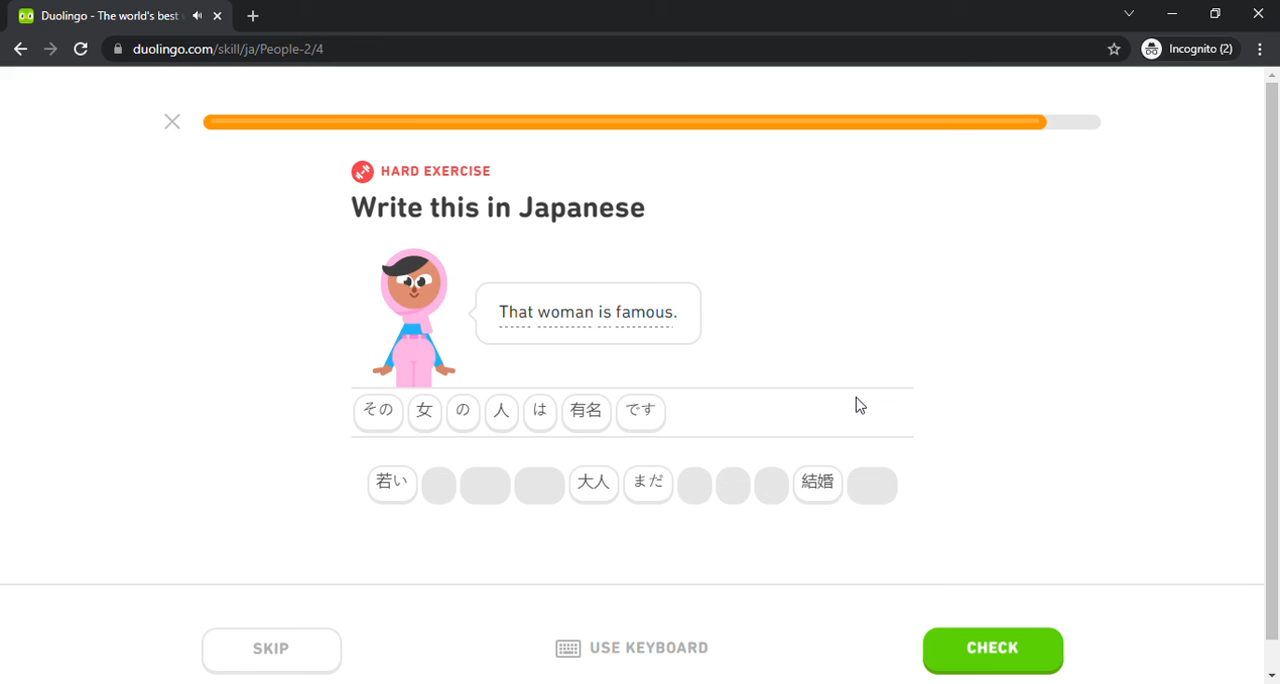 Duolingo - The world's best
duolingo.com/skill/ja/People-2/4
Incognito (2)
HARD EXERCISE
Write this in Japanese
That woman is famous.
その 女 の 人 は 有名 です
若い 大人 まだ 結婚
SKIP
USE KEYBOARD
CHECK